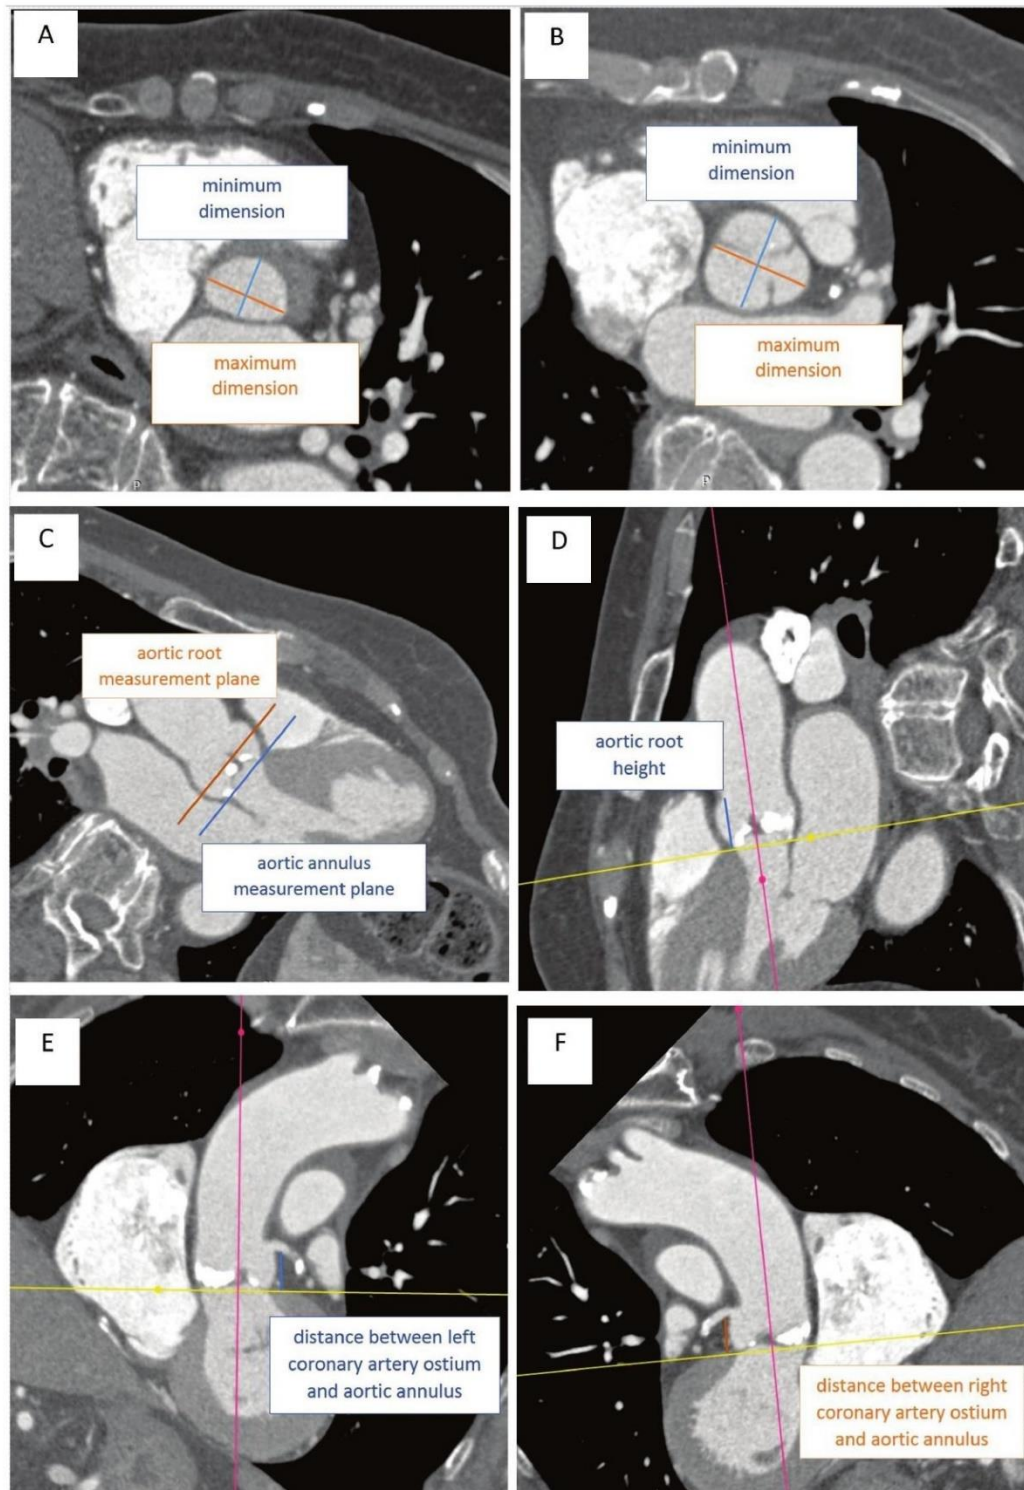 A
minimum
dimension
maximum
dimension
P
B
minimum
dimension
maximum
dimension
P
C
aortic root
measurement plane
aortic annulus
measurement plane
D
aortic root
height
E
distance between left
coronary artery ostium
and aortic annulus
F
distance between right
coronary artery ostium
and aortic annulus